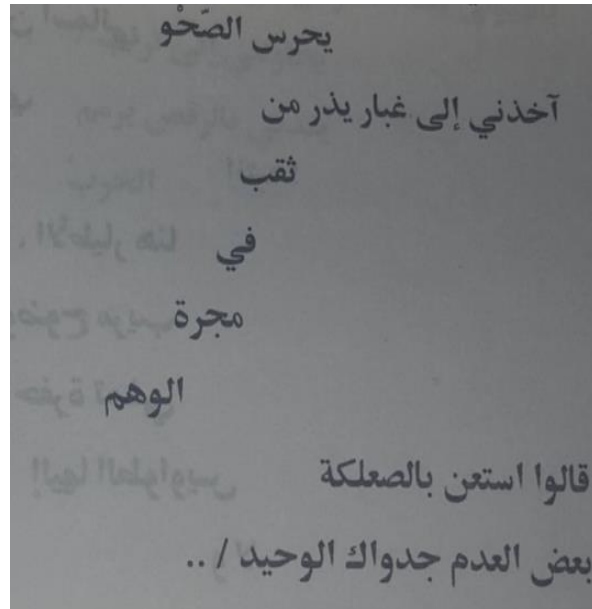 يحرس الصَحْو
آخذني إلى غبار يذر من
ثقب
في
مجرة
الوهم
قالوا استعن بالصعلكة
بعض العدم جدواك الوحيد / ..